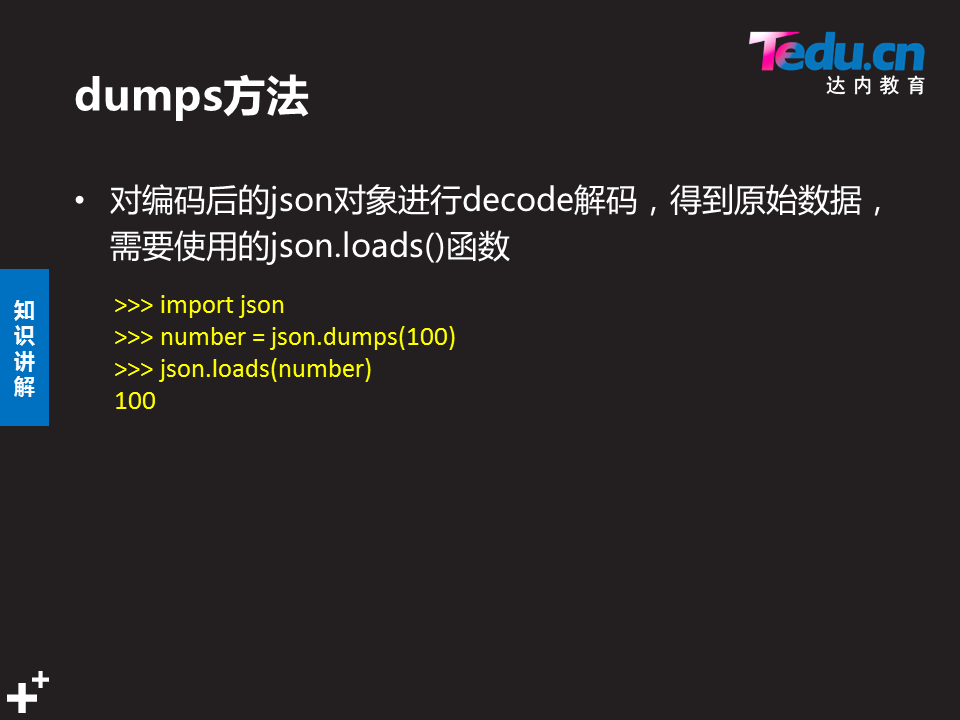 Tedu.cn
达内教育
dumps方法
• 对编码后的json对象进行decode解码，得到原始数据，
需要使用的json.loads()函数
知
识
讲
解
>>> import json
>>> number = json.dumps(100)
>>> json.loads(number)
100